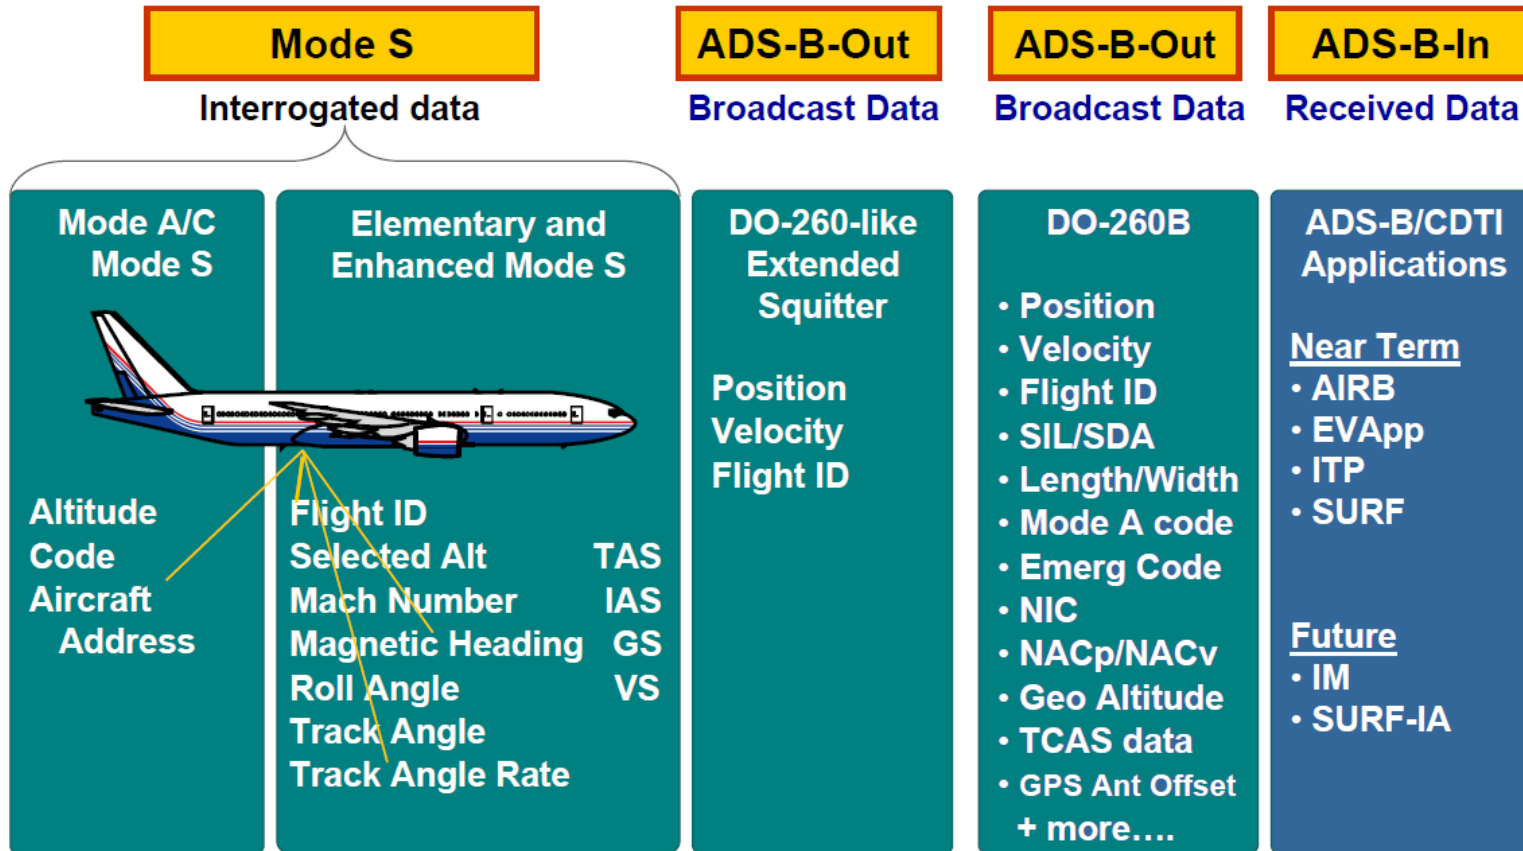 Mode S
Interrogated data
ADS-B-Out
Broadcast Data
ADS-B-Out
Broadcast Data
ADS-B-In
Received Data
Mode A/C
Mode S
Altitude
Code
Aircraft
Address
Elementary and
Enhanced Mode S
Flight ID
Selected Alt TAS
Mach Number IAS
Magnetic Heading GS
Roll Angle VS
Track Angle
Track Angle Rate
DO-260-like
Extended
Squitter
Position
Velocity
Flight ID
DO-260B
• Position
• Velocity
• Flight ID
• SIL/SDA
• Length/Width
• Mode A code
• Emerg Code
• NIC
• NACp/NACv
• Geo Altitude
• TCAS data
• GPS Ant Offset
+ more....
ADS-B/CDTI
Applications
Near Term
• AIRB
• EVApp
• ITP
• SURF
Future
• IM
• SURF-IA